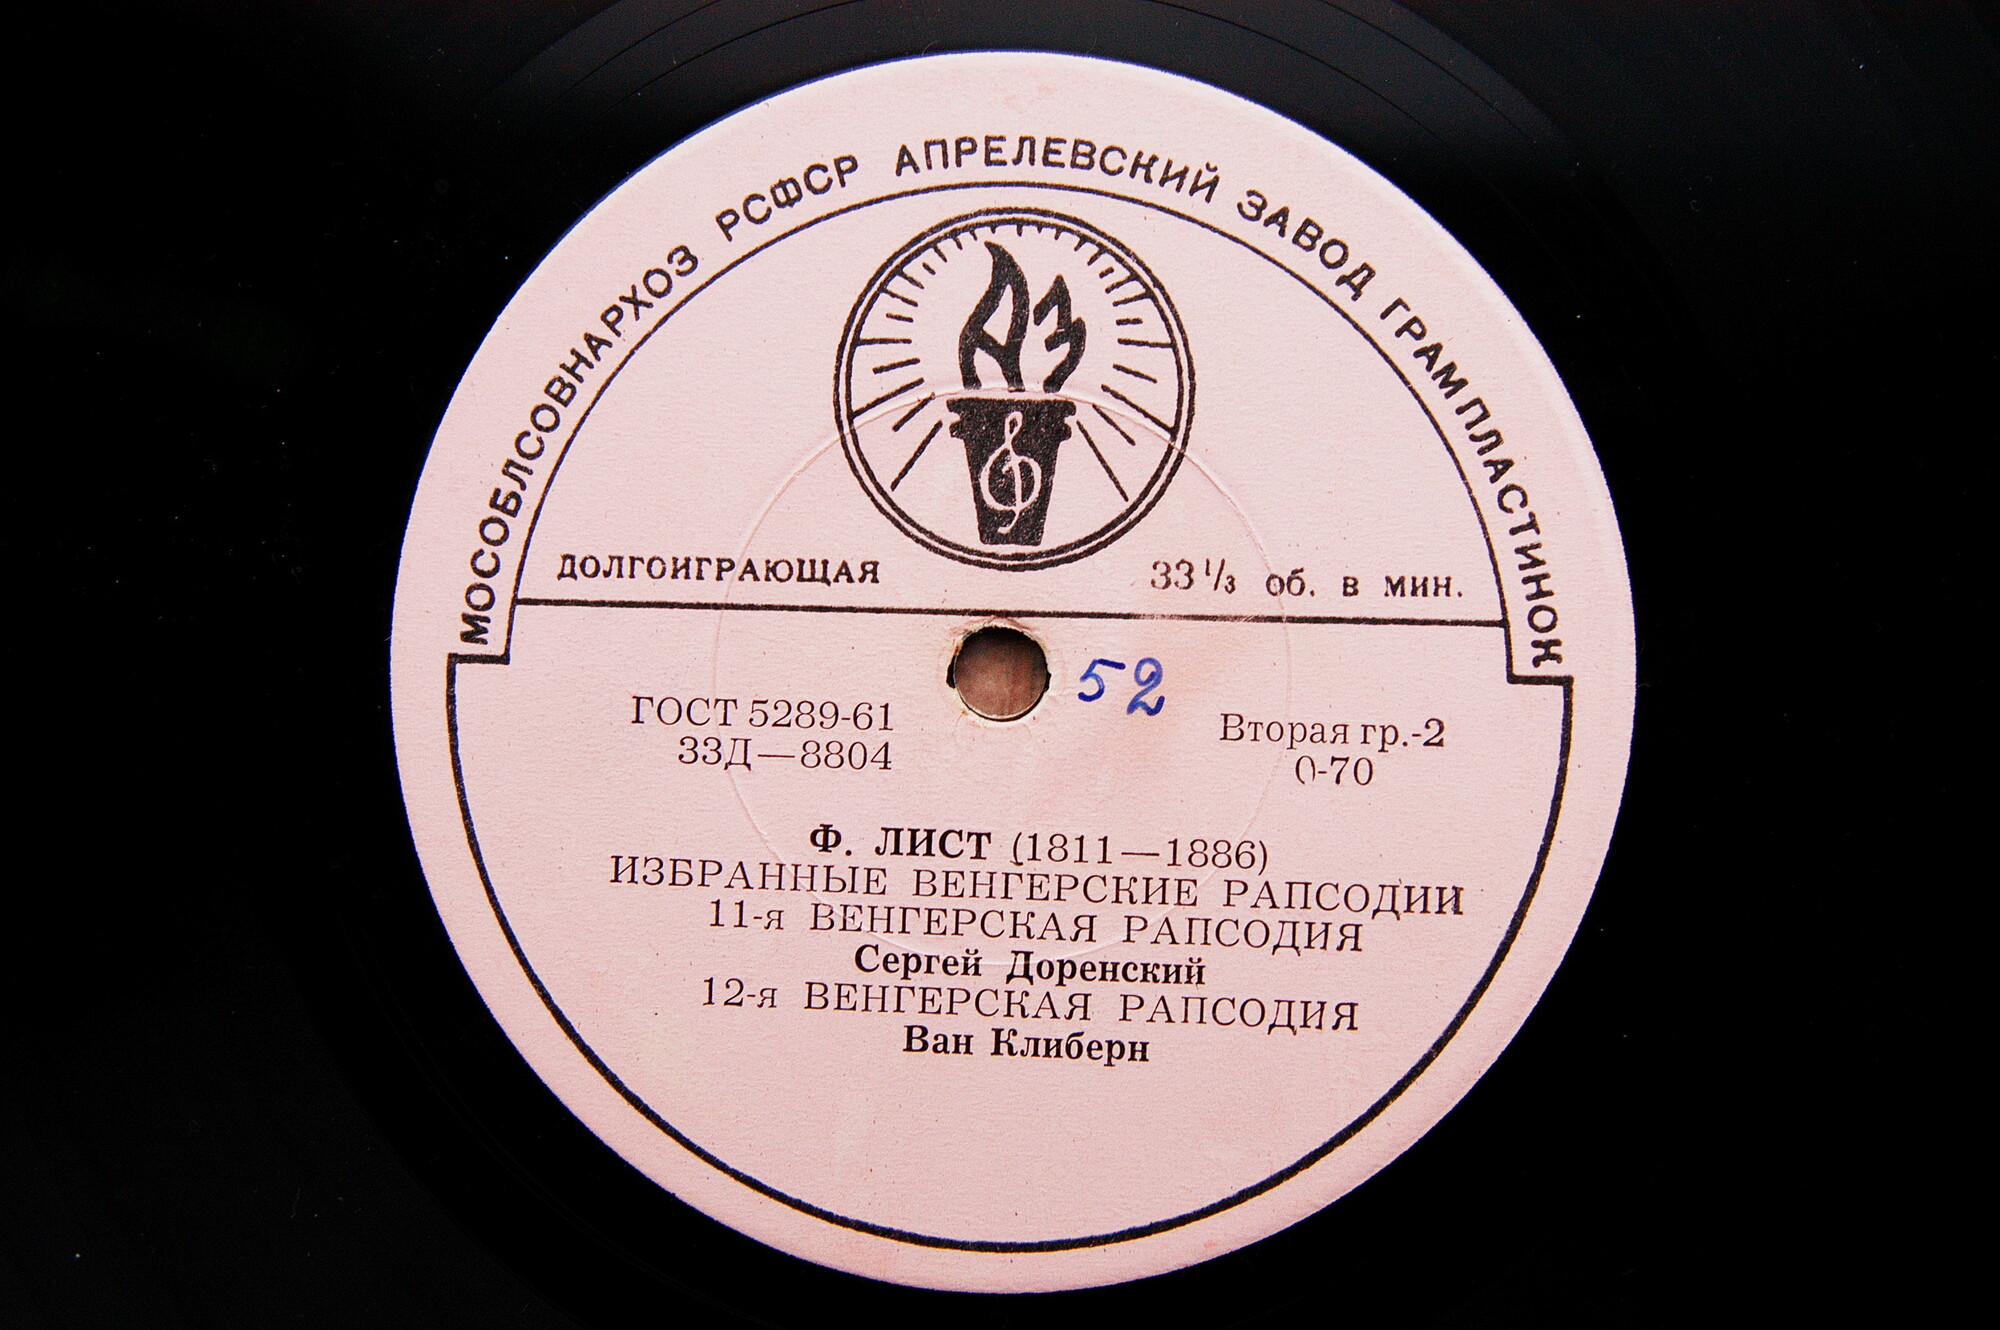 МОСОБЛСОВНАРХОЗ РСФСР АПРЕЛЕВСКИЙ ЗАВОД ГРАМПЛАСТИНОК
АЗ
ДОЛГОИГРАЮЩАЯ 33 1/3 об. в мин.
52
ГОСТ 5289-61 Вторая гр.-2
33Д—8804 0-70
Ф. ЛИСТ (1811—1886)
ИЗБРАННЫЕ ВЕНГЕРСКИЕ РАПСОДИИ
11-я ВЕНГЕРСКАЯ РАПСОДИЯ
Сергей Доренский
12-я ВЕНГЕРСКАЯ РАПСОДИЯ
Ван Клиберн